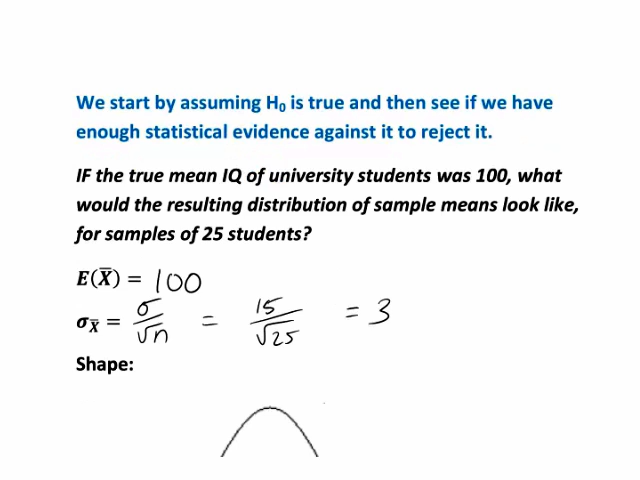 We start by assuming H₀ is true and then see if we have
enough statistical evidence against it to reject it.
IF the true mean IQ of university students was 100, what
would the resulting distribution of sample means look like,
for samples of 25 students?
E(X̅) = 100
σ_X̅ = σ/√n = 15/√25 = 3
Shape: